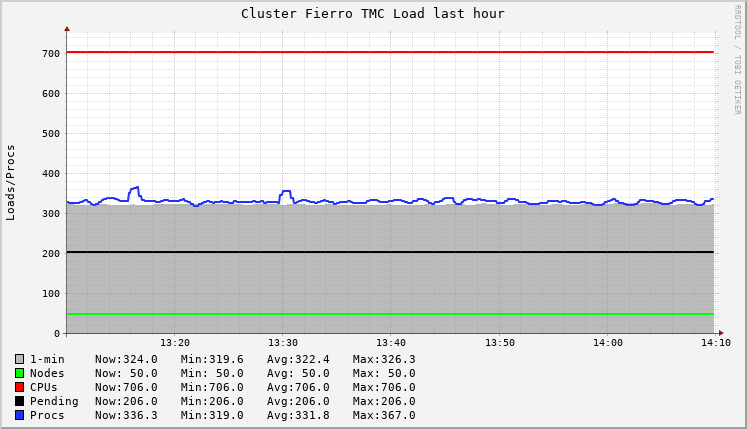 Cluster Fierro TMC Load last hour
RRDTOOL / TOBI OETIKER
Loads/Procs
700
600
500
400
300
200
100
0
13:20 13:30 13:40 13:50 14:00 14:10
1-min Now:324.0 Min:319.6 Avg:322.4 Max:326.3
Nodes Now: 50.0 Min: 50.0 Avg: 50.0 Max: 50.0
CPUs Now:706.0 Min:706.0 Avg:706.0 Max:706.0
Pending Now:206.0 Min:206.0 Avg:206.0 Max:206.0
Procs Now:336.3 Min:319.0 Avg:331.8 Max:367.0